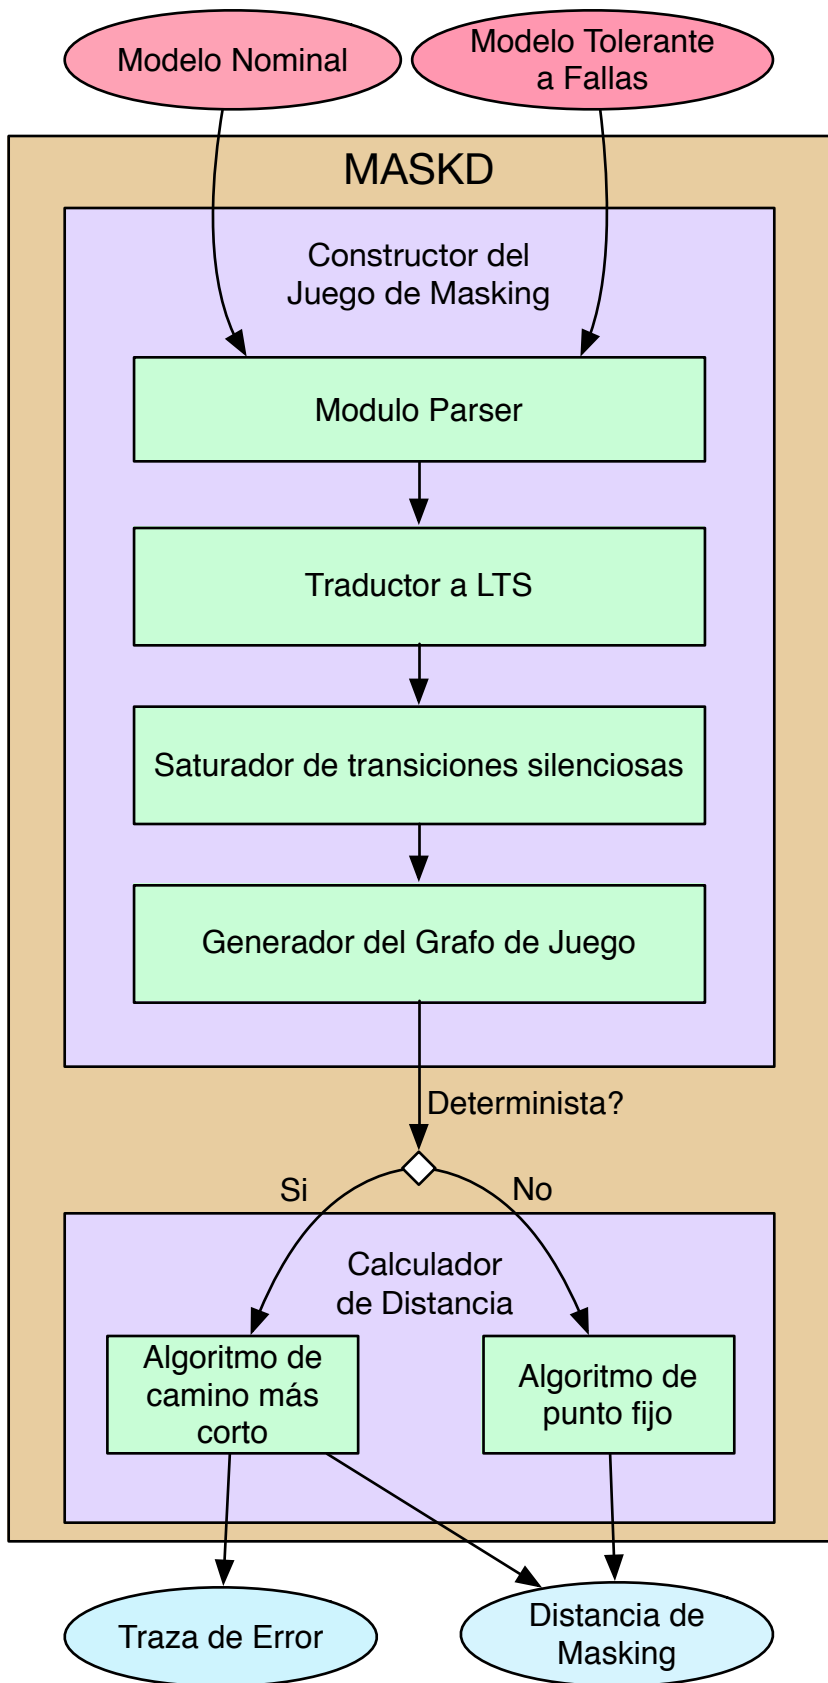 Modelo Nominal
Modelo Tolerante
a Fallas
MASKD
Constructor del
Juego de Masking
Modulo Parser
Traductor a LTS
Saturador de transiciones silenciosas
Generador del Grafo de Juego
Determinista?
Si
No
Calculador
de Distancia
Algoritmo de
camino más
corto
Algoritmo de
punto fijo
Traza de Error
Distancia de
Masking